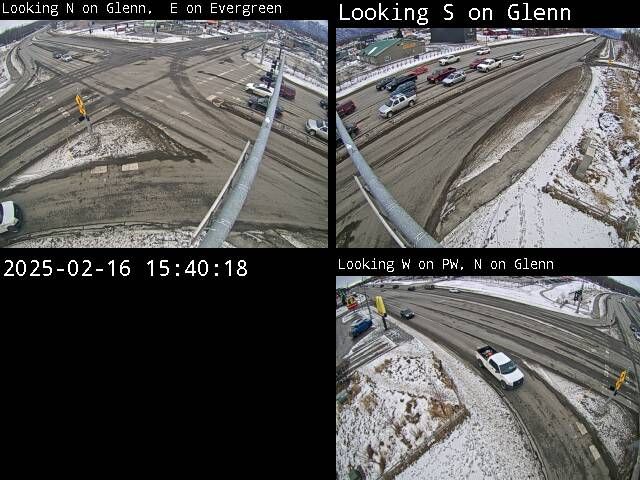 Looking N on Glenn,  E on Evergreen
Looking S on Glenn
2025-02-16 15:40:18
Looking W on PW, N on Glenn